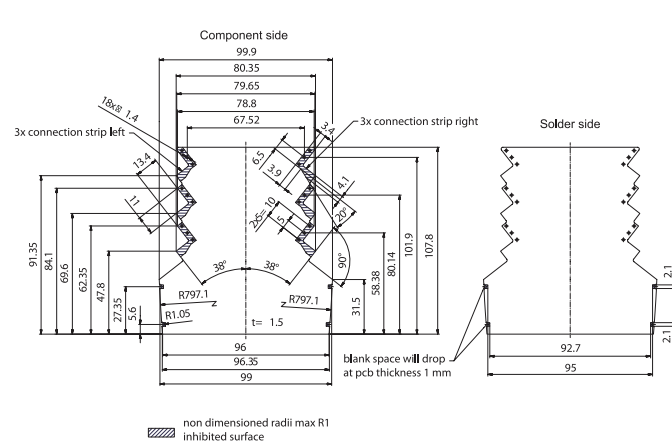 Component side
99.9
80.35
79.65
78.8
67.52
18x⌀ 1.4
3x connection strip left
3x connection strip right
Solder side
3.4
6.5
3.9
13.4
11
4.1
20°
2x5= 10
5
90°
91.35
84.1
69.6
62.35
47.8
27.35
5.6
38°
38°
R797.1
R797.1
R1.05
t= 1.5
31.5
58.38
80.14
101.9
107.8
2.1
2.1
96
96.35
99
blank space will drop
at pcb thickness 1 mm
92.7
95
non dimensioned radii max R1
inhibited surface